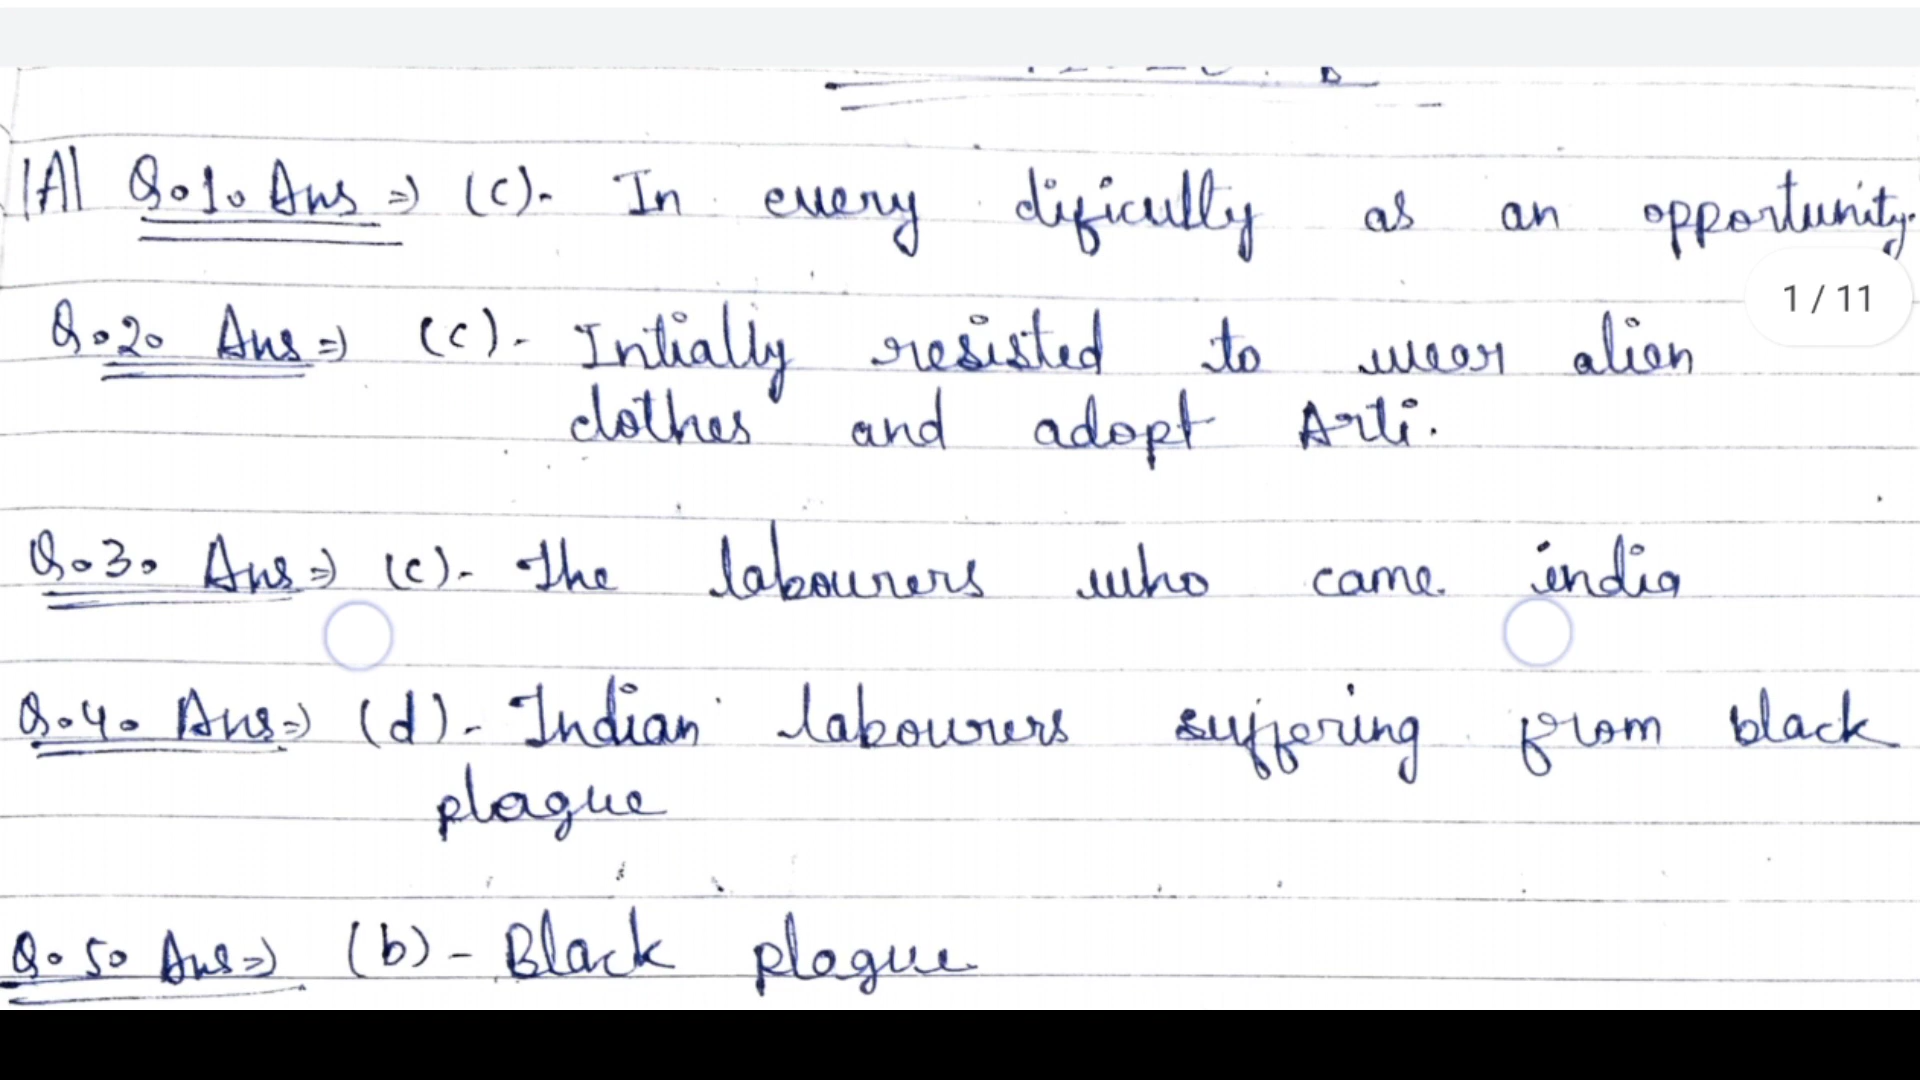 |A| Q.1. Ans => (c). In every dificulty as an opportunity.
1 / 11
Q.2. Ans => (c). Intially resisted to wear alien
clothes and adopt Arti.
Q.3. Ans => (c). The labourers who came india
Q.4. Ans => (d). Indian labourers suffering from black
plague
Q.5. Ans => (b) - Black plague